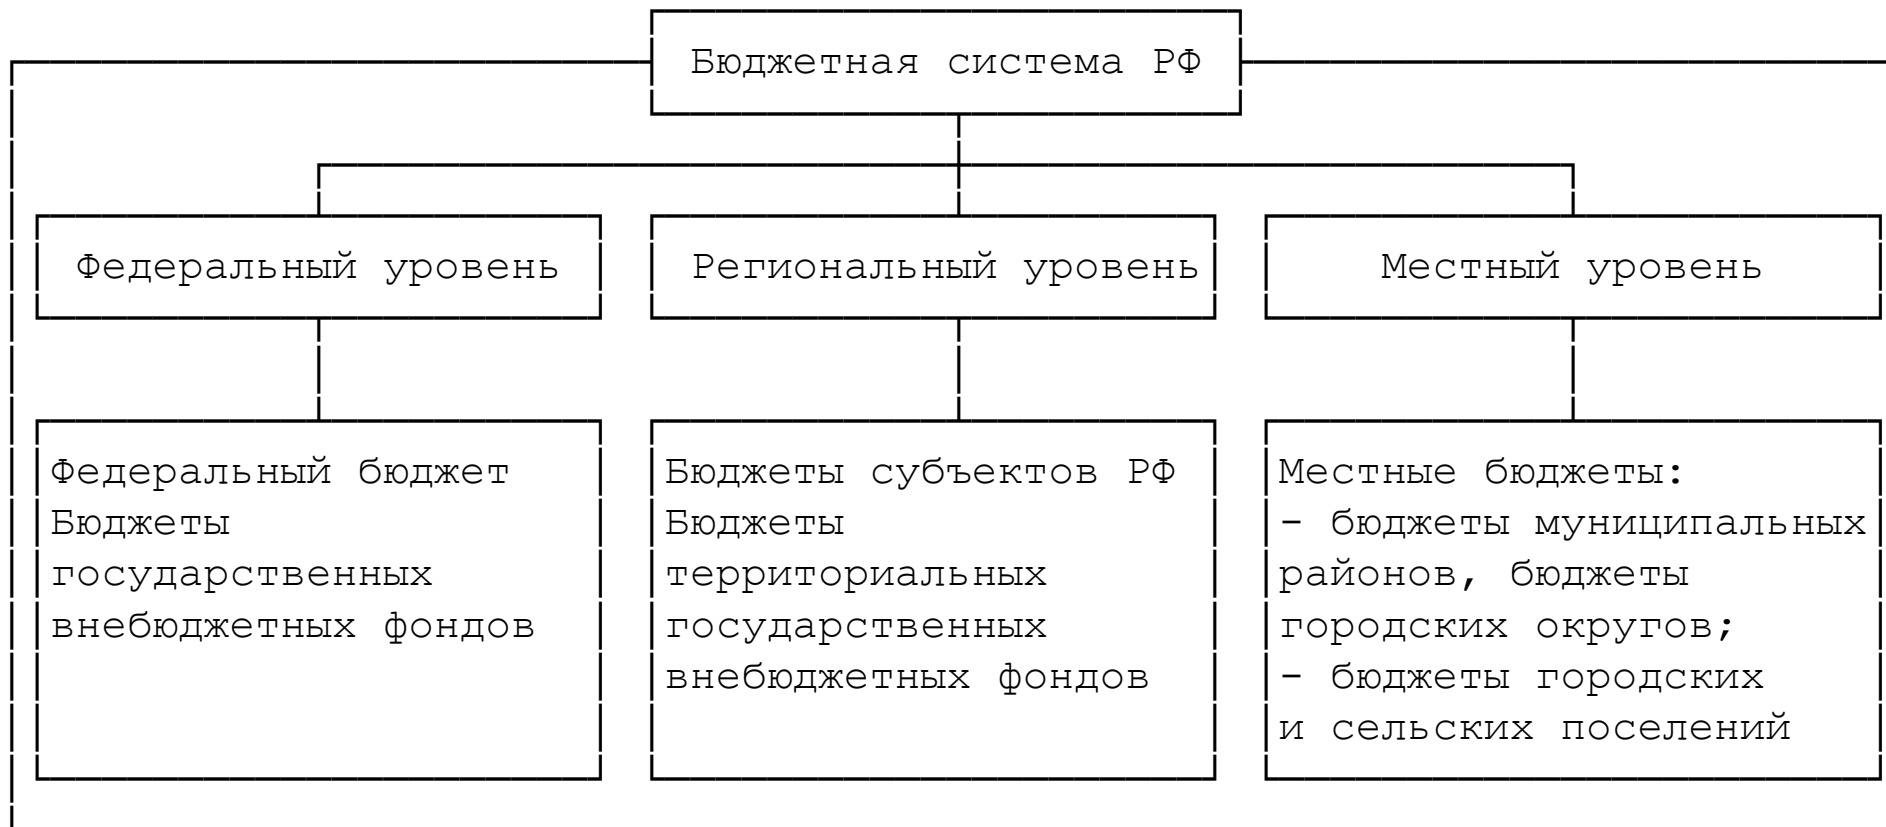 Бюджетная система РФ
Федеральный уровень
Региональный уровень
Местный уровень
Федеральный бюджет
Бюджеты
государственных
внебюджетных фондов
Бюджеты субъектов РФ
Бюджеты
территориальных
государственных
внебюджетных фондов
Местные бюджеты:
- бюджеты муниципальных
районов, бюджеты
городских округов;
- бюджеты городских
и сельских поселений